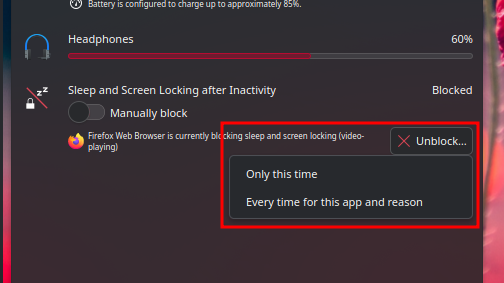 Battery is configured to charge up to approximately 85%.
Headphones
60%
zz
Sleep and Screen Locking after Inactivity
Blocked
Manually block
Firefox Web Browser is currently blocking sleep and screen locking (video-
playing)
Unblock...
Only this time
Every time for this app and reason